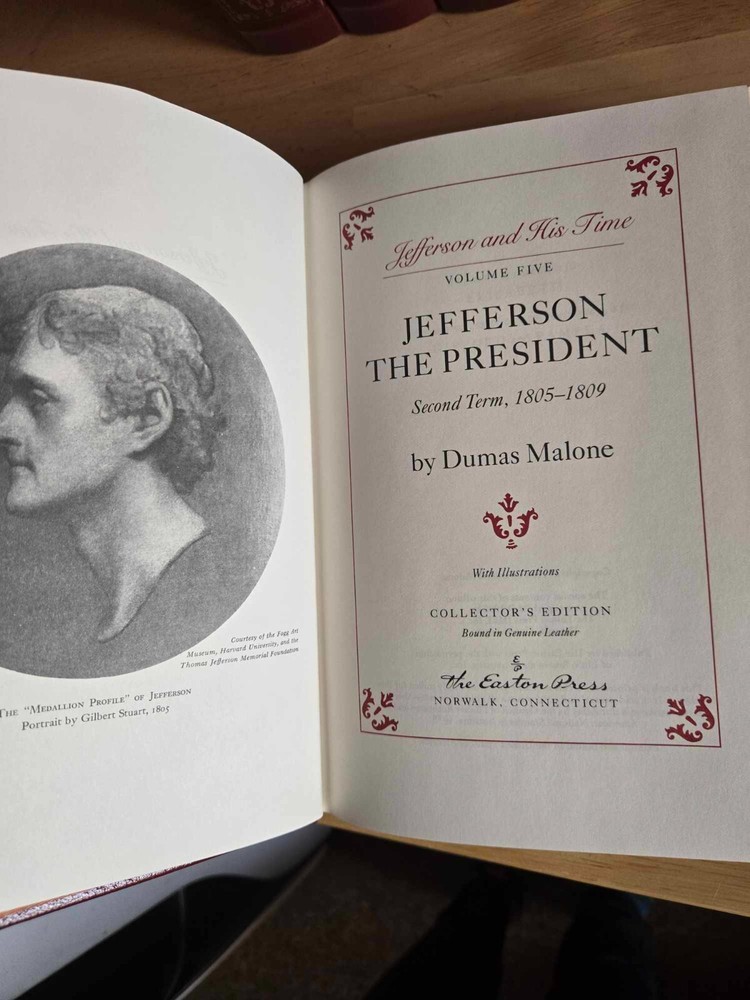 Courtesy of the Fogg Art
Museum, Harvard University, and the
Thomas Jefferson Memorial Foundation
THE "MEDALLION PROFILE" OF JEFFERSON
Portrait by Gilbert Stuart, 1805
Jefferson and His Time
VOLUME FIVE
JEFFERSON
THE PRESIDENT
Second Term, 1805–1809
by Dumas Malone
With Illustrations
COLLECTOR'S EDITION
Bound in Genuine Leather
The Easton Press
NORWALK, CONNECTICUT